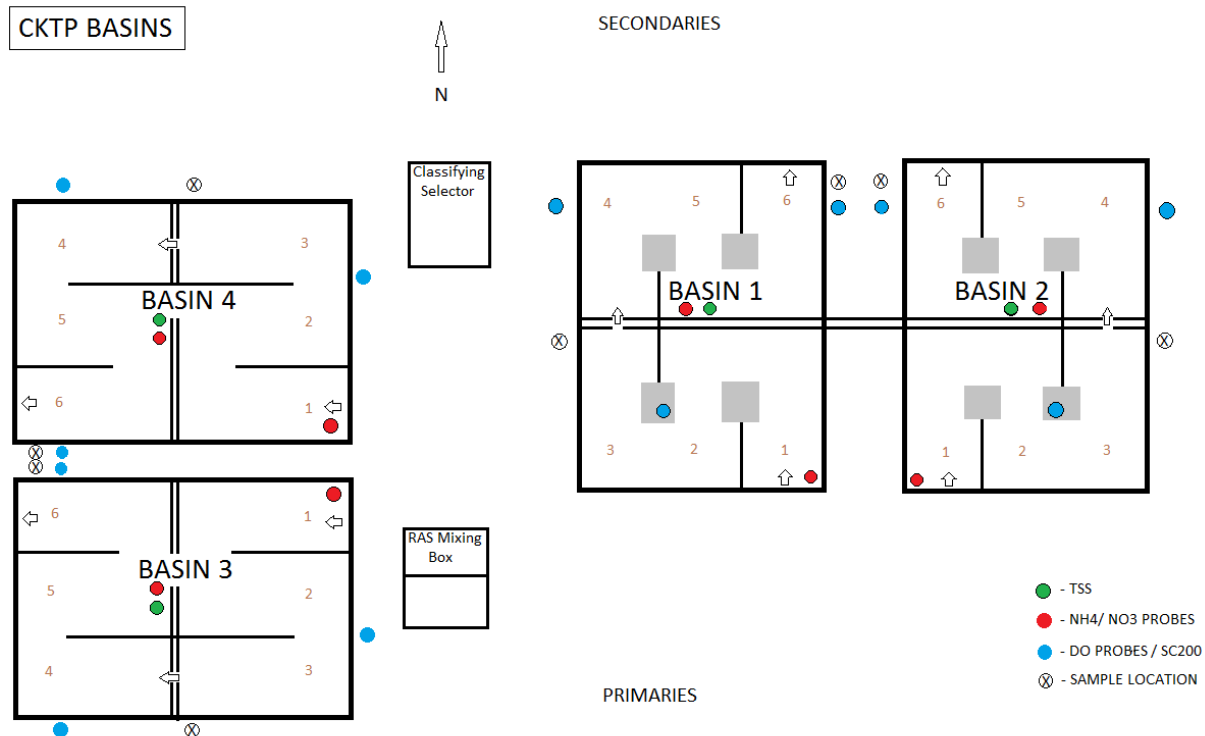 CKTP BASINS
N
SECONDARIES
Classifying
Selector
4
3
BASIN 4
5
2
6
1
6
1
BASIN 3
5
2
4
3
RAS Mixing
Box
4
5
6
BASIN 1
3
2
1
6
5
4
BASIN 2
1
2
3
PRIMARIES
- TSS
- NH4/ NO3 PROBES
- DO PROBES / SC200
X - SAMPLE LOCATION
X
X
X
X
X
X
X
X